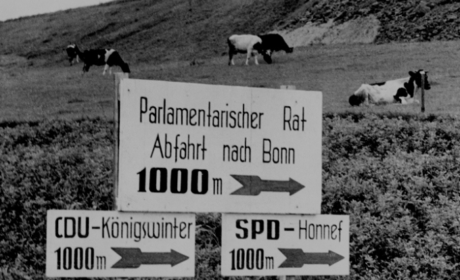 Parlamentarischer Rat
Abfahrt nach Bonn
1000m
CDU-Königswinter
1000m
SPD-Honnef
1000m